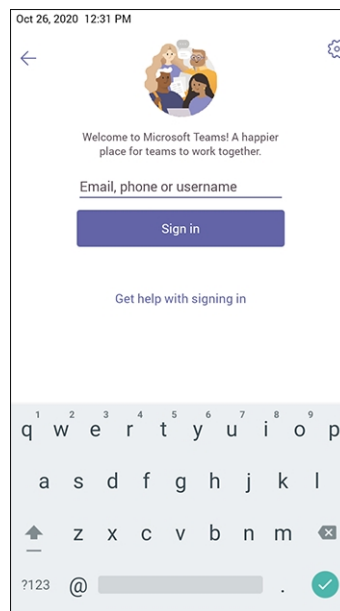 Oct 26, 2020 12:31 PM
Welcome to Microsoft Teams! A happier
place for teams to work together.
Email, phone or username
Sign in
Get help with signing in
1 2 3 4 5 6 7 8 9
q w e r t y u i o p
a s d f g h j k l
z x c v b n m
?123 @ .